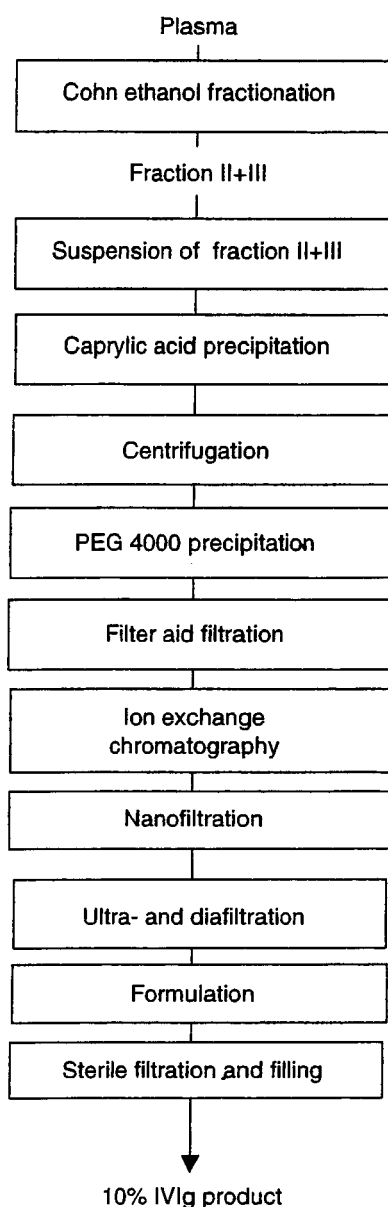 Plasma
Cohn ethanol fractionation
Fraction II+III
Suspension of fraction II+III
Caprylic acid precipitation
Centrifugation
PEG 4000 precipitation
Filter aid filtration
Ion exchange
chromatography
Nanofiltration
Ultra- and diafiltration
Formulation
Sterile filtration and filling
10% IVIg product